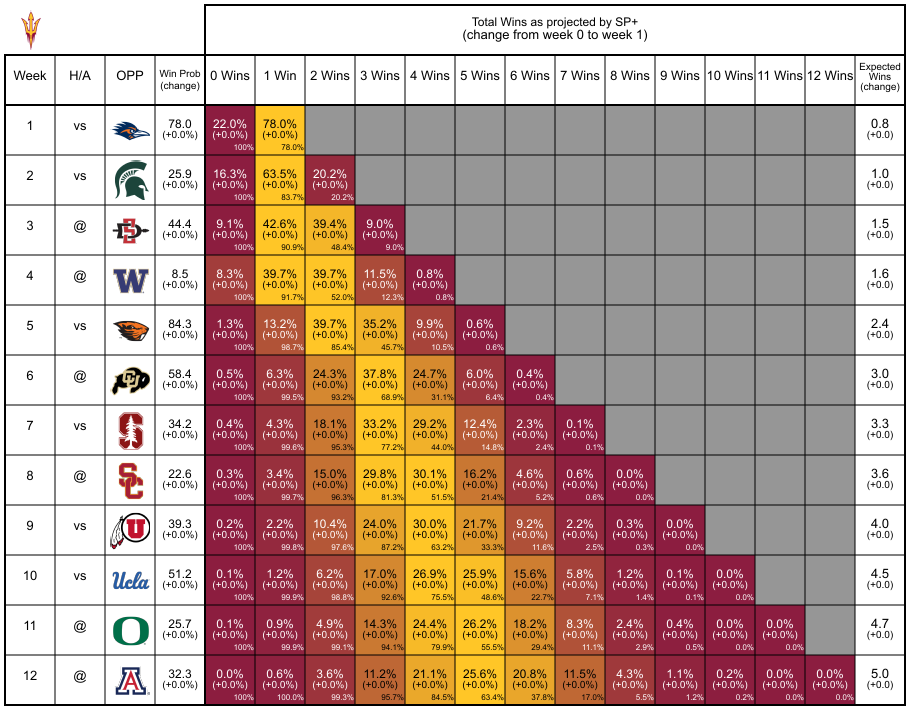 Total Wins as projected by SP+
(change from week 0 to week 1)
Week H/A OPP Win Prob (change) 0 Wins 1 Win 2 Wins 3 Wins 4 Wins 5 Wins 6 Wins 7 Wins 8 Wins 9 Wins 10 Wins 11 Wins 12 Wins Expected Wins (change)
1 vs 78.0 22.0% 78.0% 0.8
(+0.0%) (+0.0%) (+0.0%) (+0.0)
100% 78.0%
2 vs 25.9 16.3% 63.5% 20.2% 1.0
(+0.0%) (+0.0%) (+0.0%) (+0.0%) (+0.0)
100% 83.7% 20.2%
3 @ 44.4 9.1% 42.6% 39.4% 9.0% 1.5
(+0.0%) (+0.0%) (+0.0%) (+0.0%) (+0.0%) (+0.0)
100% 90.9% 48.4% 9.0%
4 @ W 8.5 8.3% 39.7% 39.7% 11.5% 0.8% 1.6
(+0.0%) (+0.0%) (+0.0%) (+0.0%) (+0.0%) (+0.0%) (+0.0)
100% 91.7% 52.0% 12.3% 0.8%
5 vs 84.3 1.3% 13.2% 39.7% 35.2% 9.9% 0.6% 2.4
(+0.0%) (+0.0%) (+0.0%) (+0.0%) (+0.0%) (+0.0%) (+0.0%) (+0.0)
100% 98.7% 85.4% 45.7% 10.5% 0.6%
6 @ CU 58.4 0.5% 6.3% 24.3% 37.8% 24.7% 6.0% 0.4% 3.0
(+0.0%) (+0.0%) (+0.0%) (+0.0%) (+0.0%) (+0.0%) (+0.0%) (+0.0%) (+0.0)
100% 99.5% 93.2% 68.9% 31.1% 6.4% 0.4%
7 vs S 34.2 0.4% 4.3% 18.1% 33.2% 29.2% 12.4% 2.3% 0.1% 3.3
(+0.0%) (+0.0%) (+0.0%) (+0.0%) (+0.0%) (+0.0%) (+0.0%) (+0.0%) (+0.0%) (+0.0)
100% 99.6% 95.3% 77.2% 44.0% 14.8% 2.4% 0.1%
8 @ SC 22.6 0.3% 3.4% 15.0% 29.8% 30.1% 16.2% 4.6% 0.6% 0.0% 3.6
(+0.0%) (+0.0%) (+0.0%) (+0.0%) (+0.0%) (+0.0%) (+0.0%) (+0.0%) (+0.0%) (+0.0%) (+0.0)
100% 99.7% 96.3% 81.3% 51.5% 21.4% 5.2% 0.6% 0.0%
9 vs U 39.3 0.2% 2.2% 10.4% 24.0% 30.0% 21.7% 9.2% 2.2% 0.3% 0.0% 4.0
(+0.0%) (+0.0%) (+0.0%) (+0.0%) (+0.0%) (+0.0%) (+0.0%) (+0.0%) (+0.0%) (+0.0%) (+0.0%) (+0.0)
100% 99.8% 97.6% 87.2% 63.2% 33.3% 11.6% 2.5% 0.3% 0.0%
10 vs Ucla 51.2 0.1% 1.2% 6.2% 17.0% 26.9% 25.9% 15.6% 5.8% 1.2% 0.1% 0.0% 4.5
(+0.0%) (+0.0%) (+0.0%) (+0.0%) (+0.0%) (+0.0%) (+0.0%) (+0.0%) (+0.0%) (+0.0%) (+0.0%) (+0.0%) (+0.0)
100% 99.9% 98.8% 92.6% 75.5% 48.6% 22.7% 7.1% 1.4% 0.1% 0.0%
11 @ O 25.7 0.1% 0.9% 4.9% 14.3% 24.4% 26.2% 18.2% 8.3% 2.4% 0.4% 0.0% 0.0% 4.7
(+0.0%) (+0.0%) (+0.0%) (+0.0%) (+0.0%) (+0.0%) (+0.0%) (+0.0%) (+0.0%) (+0.0%) (+0.0%) (+0.0%) (+0.0%) (+0.0)
100% 99.9% 99.1% 94.1% 79.9% 55.5% 29.4% 11.1% 2.9% 0.5% 0.0% 0.0%
12 @ A 32.3 0.0% 0.6% 3.6% 11.2% 21.1% 25.6% 20.8% 11.5% 4.3% 1.1% 0.2% 0.0% 0.0% 5.0
(+0.0%) (+0.0%) (+0.0%) (+0.0%) (+0.0%) (+0.0%) (+0.0%) (+0.0%) (+0.0%) (+0.0%) (+0.0%) (+0.0%) (+0.0%) (+0.0%) (+0.0)
100% 100.0% 99.3% 95.7% 84.5% 63.4% 37.8% 17.0% 5.5% 1.2% 0.2% 0.0% 0.0%